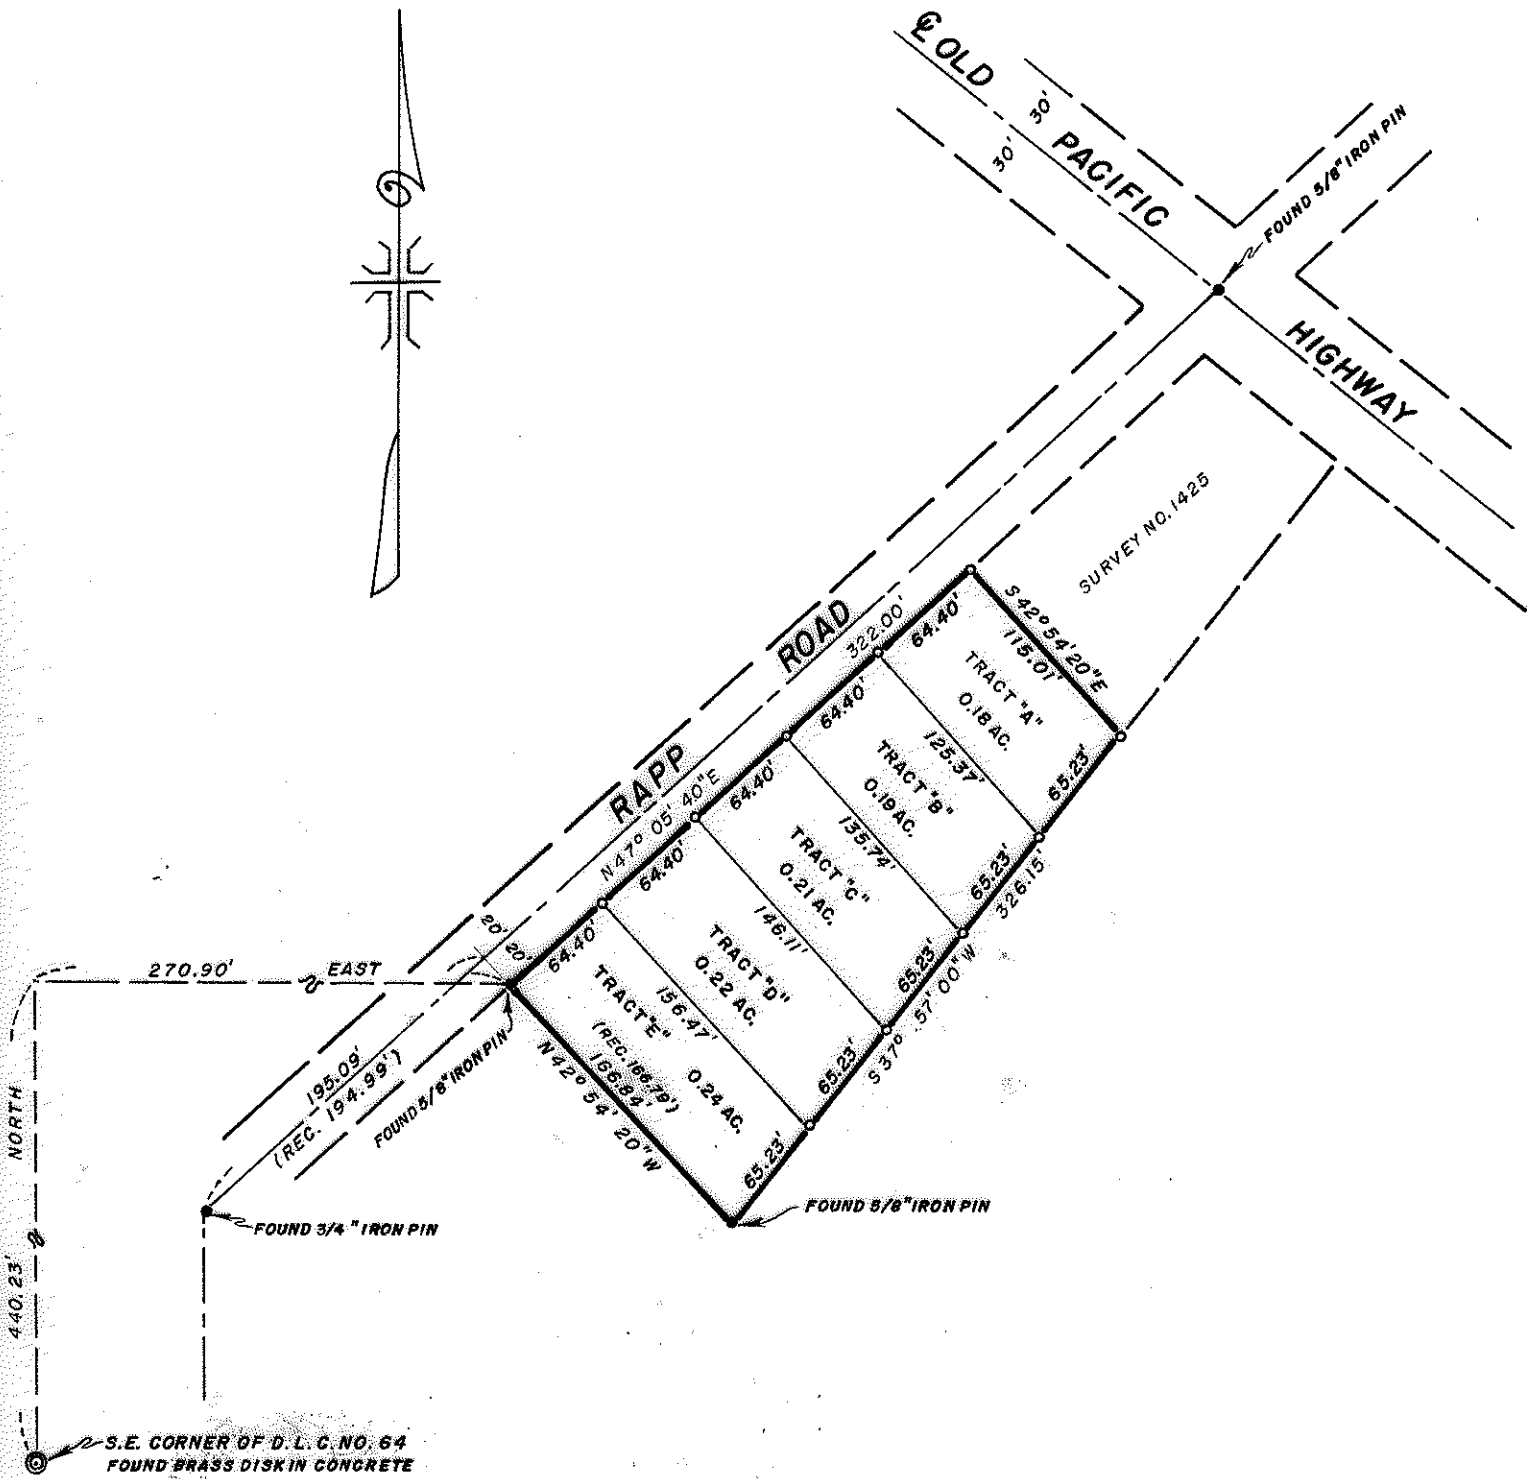 ℄ OLD PACIFIC HIGHWAY
30'
30'
FOUND 5/8" IRON PIN
SURVEY NO. 1425
RAPP ROAD
322.00'
N 47° 05' 40" E
64.40'
64.40'
64.40'
64.40'
64.40'
S 42° 54' 20" E
115.01'
TRACT "A"
0.18 AC.
125.37'
TRACT "B"
0.19 AC.
135.74'
TRACT "C"
0.21 AC.
146.11'
TRACT "D"
0.22 AC.
156.47'
TRACT "E"
0.24 AC.
(REC. 166.79')
166.84'
N 42° 54' 20" W
65.23'
65.23'
65.23'
65.23'
65.23'
326.15'
S 37° 57' 00" W
20' 20'
270.90' EAST
195.09'
(REC. 194.99')
FOUND 5/8" IRON PIN
FOUND 5/8" IRON PIN
FOUND 3/4" IRON PIN
NORTH
440.23'
S.E. CORNER OF D.L.C. NO. 64
FOUND BRASS DISK IN CONCRETE